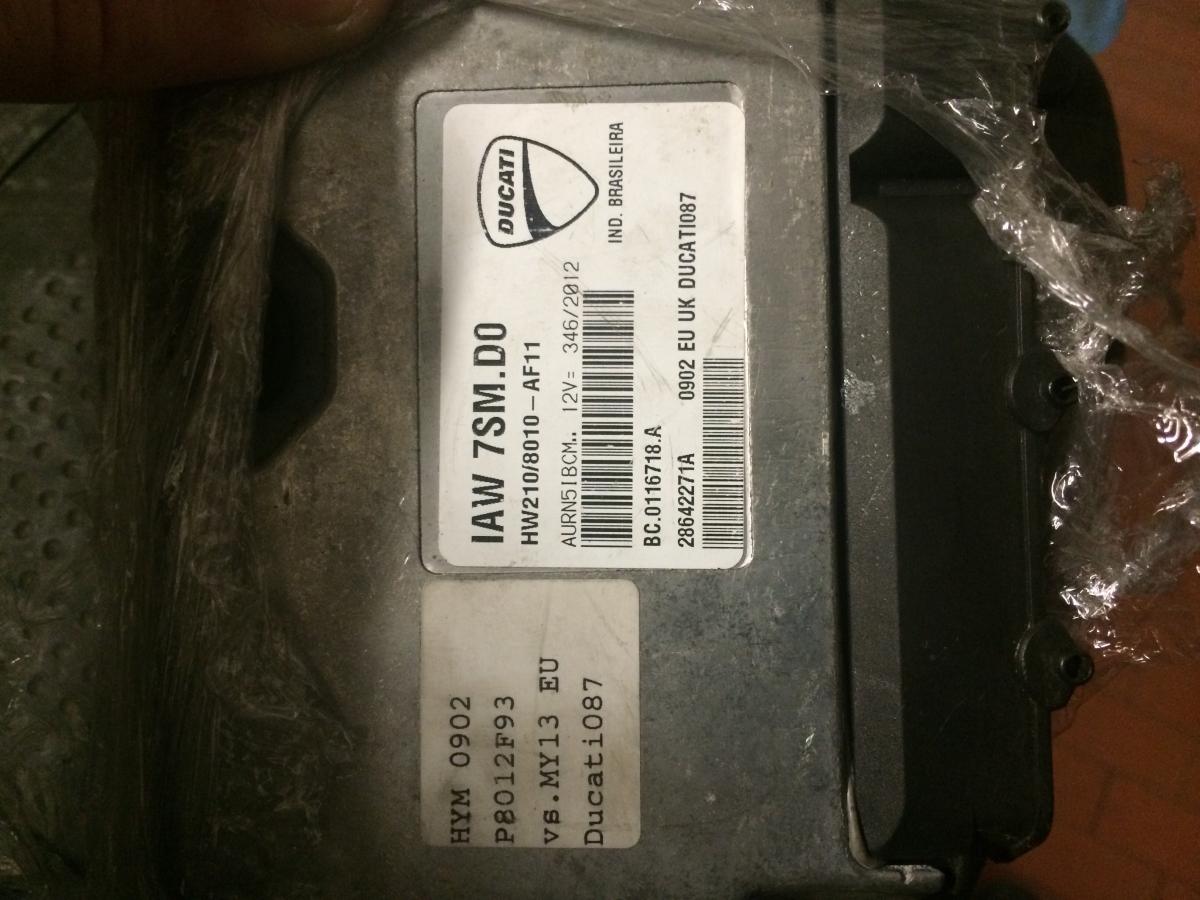 DUCATI
IAW 7SM.D0
HW210/8010-AF11
IND. BRASILEIRA
AURN5IBCM.. 12V= 346/2012
BC.0116718.A
28642271A 0902 EU UK DUCATI087
HYM 0902
P8012F93
vs.MY13 EU
Ducati087